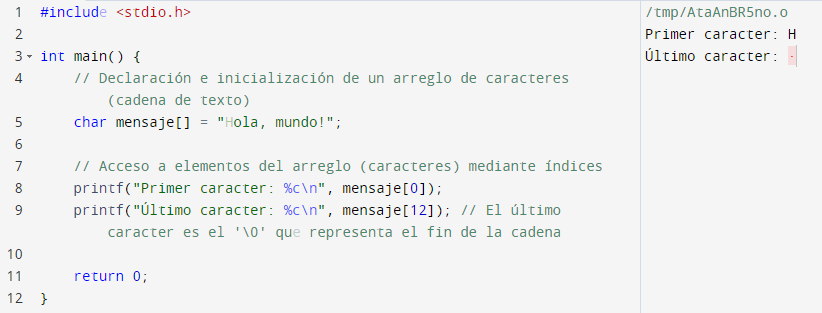 1 #include <stdio.h>
2
3 int main() {
4 // Declaración e inicialización de un arreglo de caracteres
(cadena de texto)
5 char mensaje[] = "Hola, mundo!";
6
7 // Acceso a elementos del arreglo (caracteres) mediante índices
8 printf("Primer caracter: %c\n", mensaje[0]);
9 printf("Último caracter: %c\n", mensaje[12]); // El último
caracter es el '\0' que representa el fin de la cadena
10
11 return 0;
12 }
/tmp/AtaAnBR5no.o
Primer caracter: H
Último caracter: ·